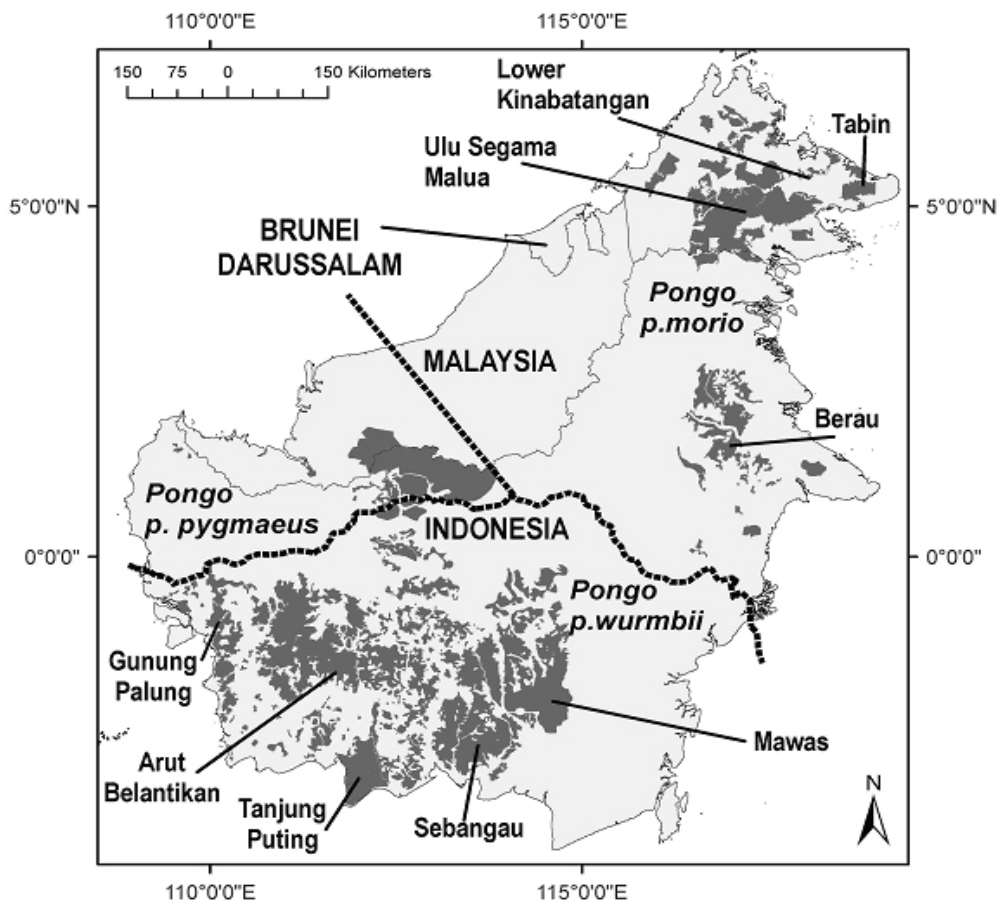 110°0'0"E 115°0'0"E
150 75 0 150 Kilometers
Lower
Kinabatangan
Tabin
Ulu Segama
Malua
5°0'0"N 5°0'0"N
BRUNEI
DARUSSALAM
Pongo
p.morio
MALAYSIA
Berau
Pongo
p. pygmaeus
INDONESIA
0°0'0" 0°0'0"
Pongo
p.wurmbii
Gunung
Palung
Mawas
Arut
Belantikan
Tanjung
Puting
Sebangau
N
110°0'0"E 115°0'0"E